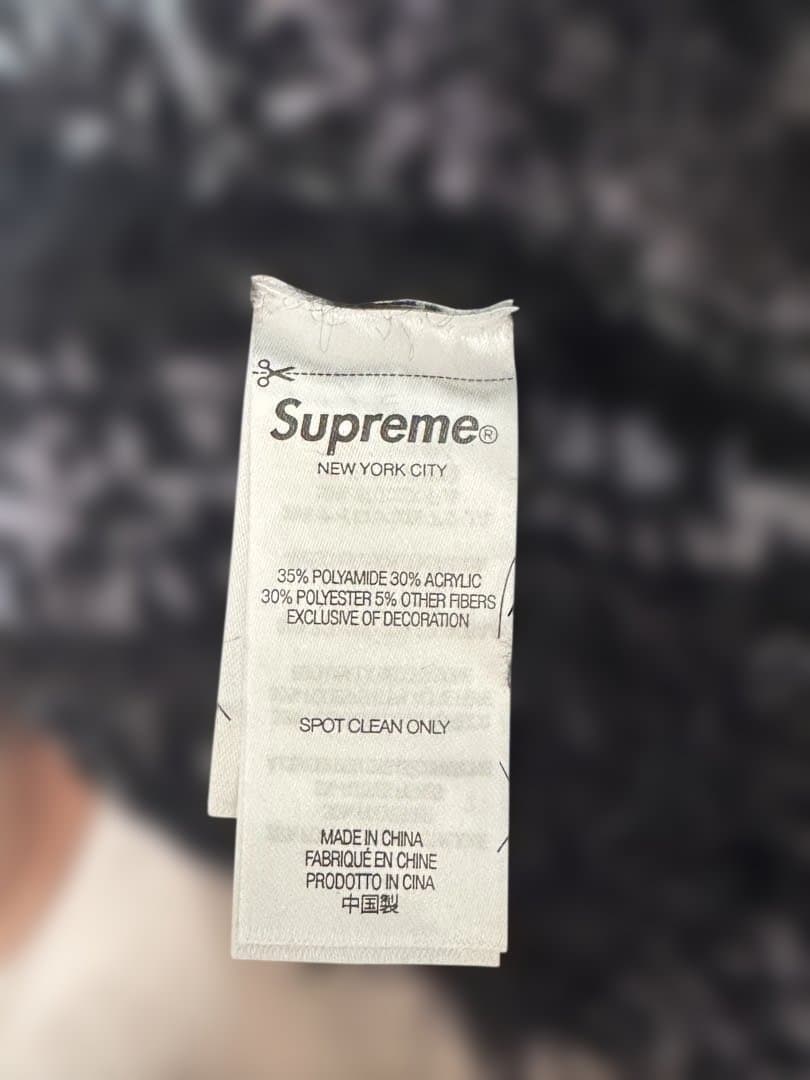 Supreme®
NEW YORK CITY
35% POLYAMIDE 30% ACRYLIC
30% POLYESTER 5% OTHER FIBERS
EXCLUSIVE OF DECORATION
SPOT CLEAN ONLY
MADE IN CHINA
FABRIQUÉ EN CHINE
PRODOTTO IN CINA
中国製